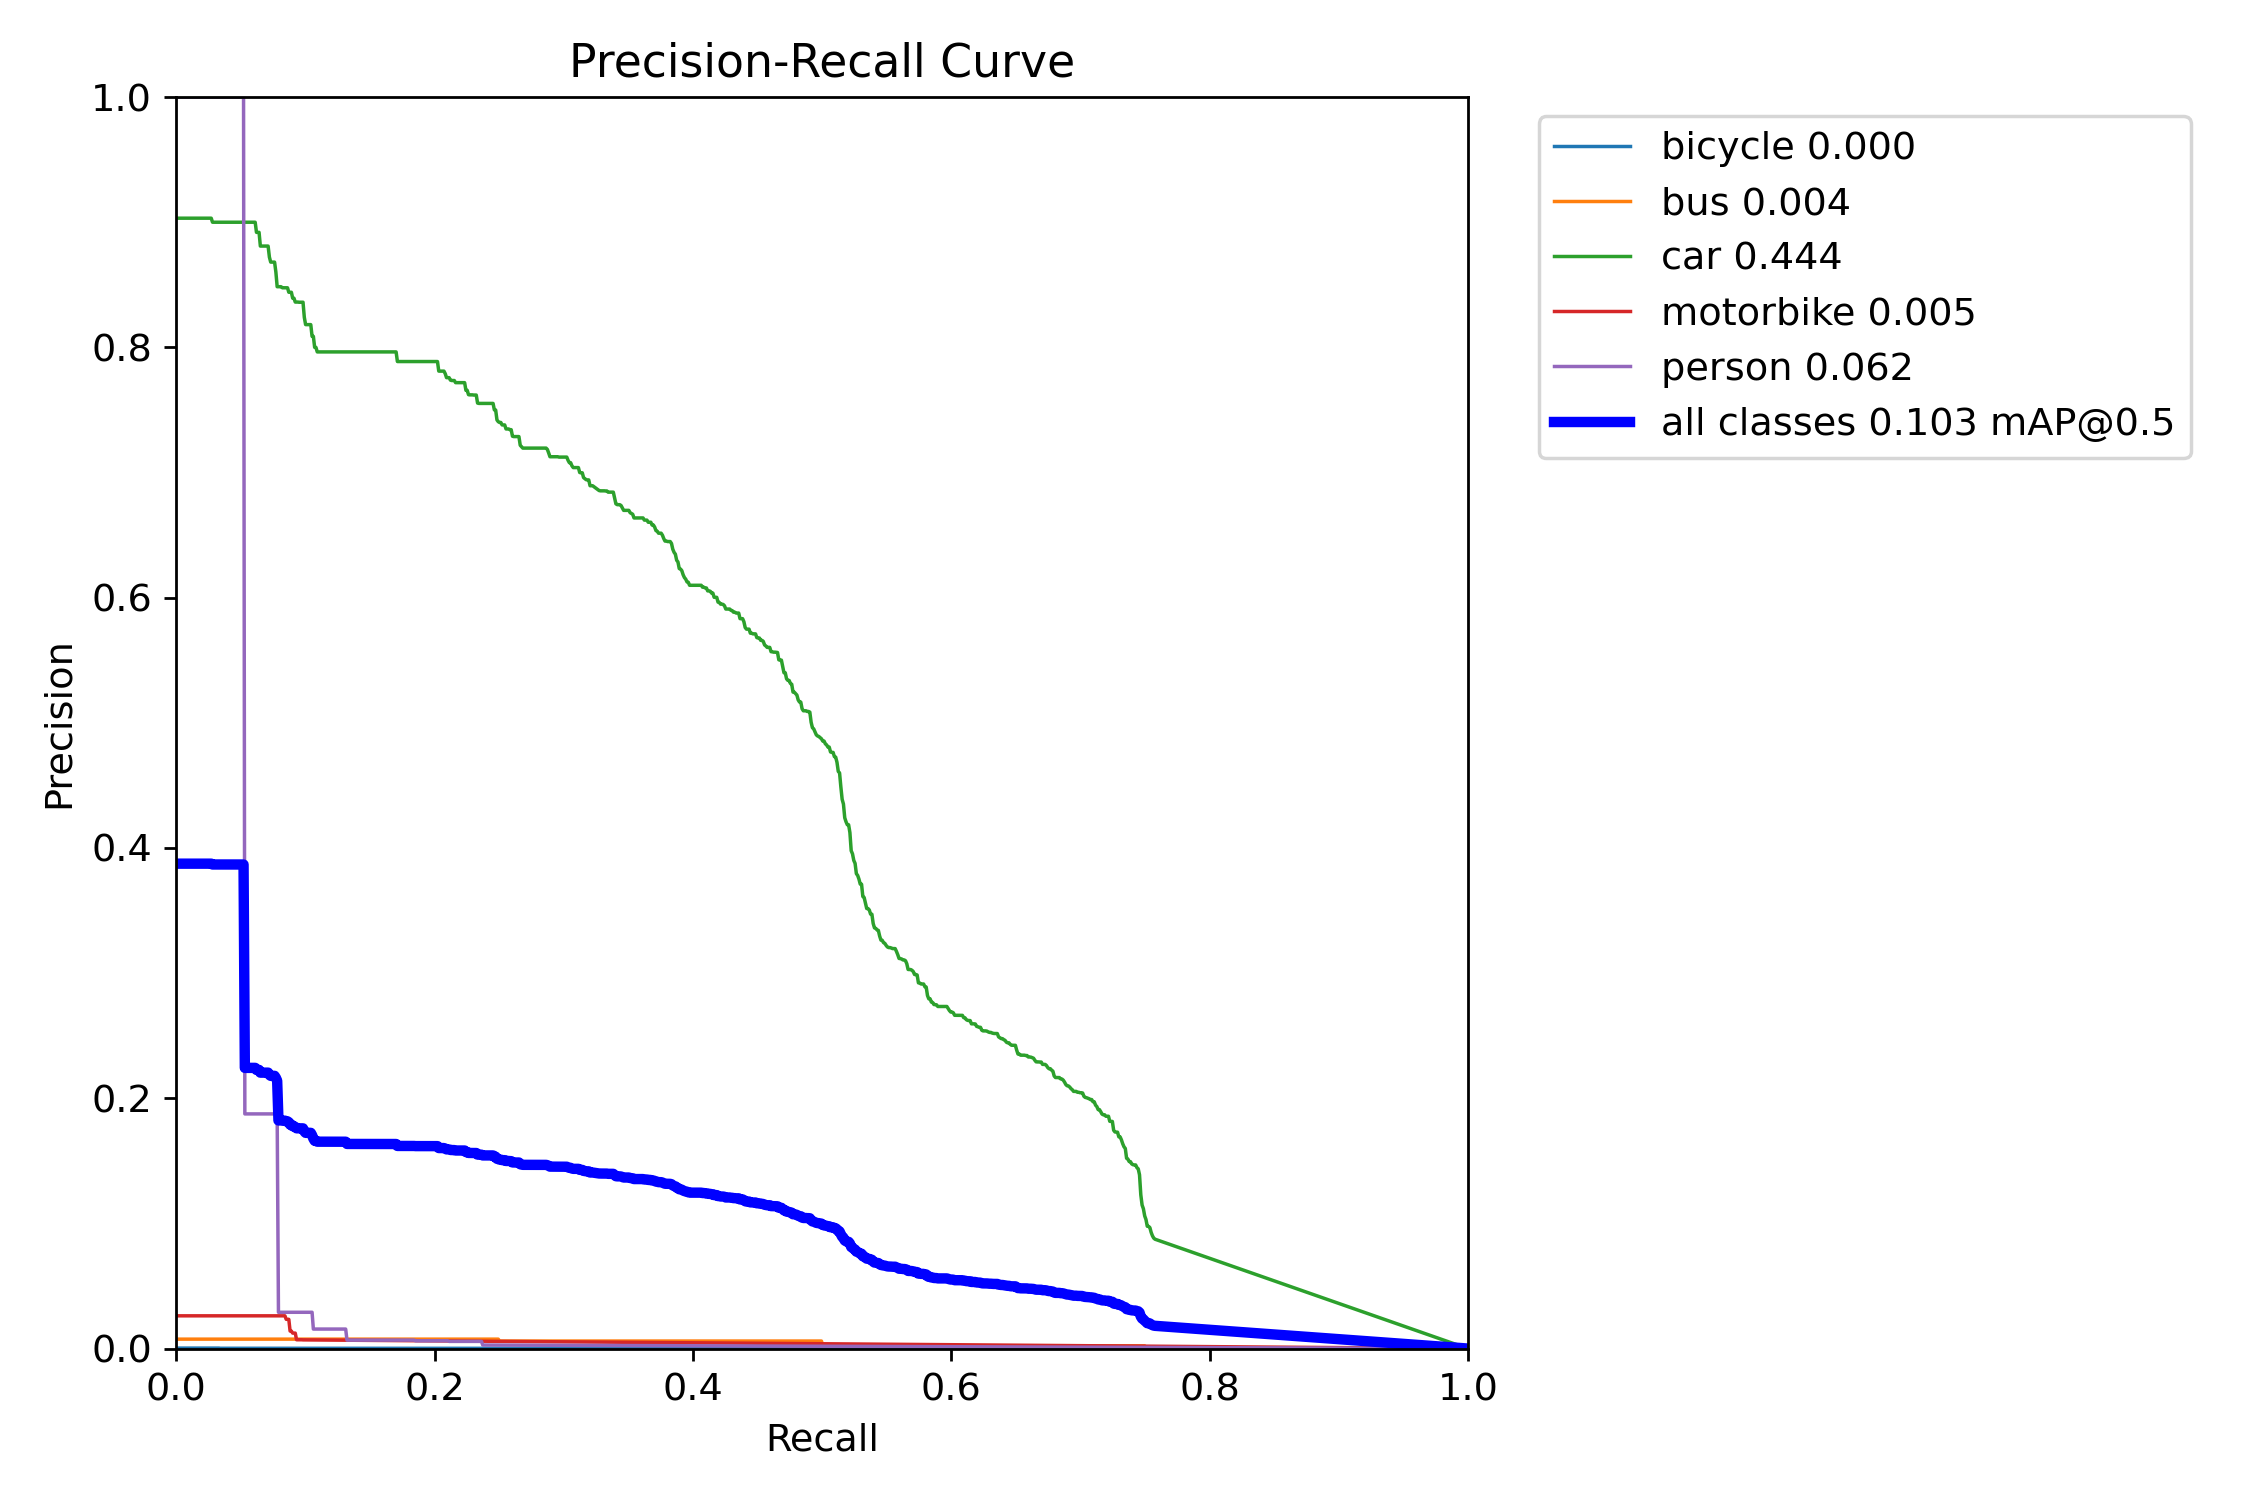 Precision-Recall Curve
1.0
0.8
0.6
0.4
0.2
0.0
Precision
0.0 0.2 0.4 0.6 0.8 1.0
Recall
bicycle 0.000
bus 0.004
car 0.444
motorbike 0.005
person 0.062
all classes 0.103 mAP@0.5